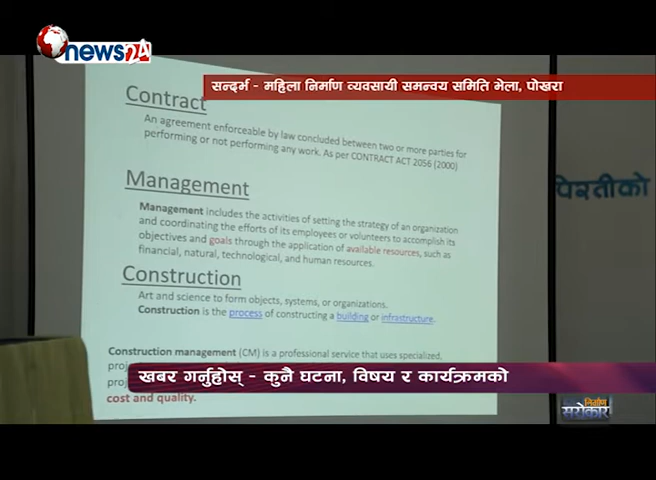 news24
सन्दर्भ - महिला निर्माण व्यवसायी समन्वय समिति भेला, पोखरा
Contract
An agreement enforceable by law concluded between two or more parties for
performing or not performing any work. As per CONTRACT ACT 2056 (2000)
Management
Management includes the activities of setting the strategy of an organization
and coordinating the efforts of its employees or volunteers to accomplish its
objectives and goals through the application of available resources, such as
financial, natural, technological, and human resources.
पिरतीको
Construction
Art and science to form objects, systems, or organizations.
Construction is the process of constructing a building or infrastructure.
Construction management (CM) is a professional service that uses specialized,
खबर गर्नुहोस् - कुनै घटना, विषय र कार्यक्रमको
cost and quality.
निर्माण
सरोकार